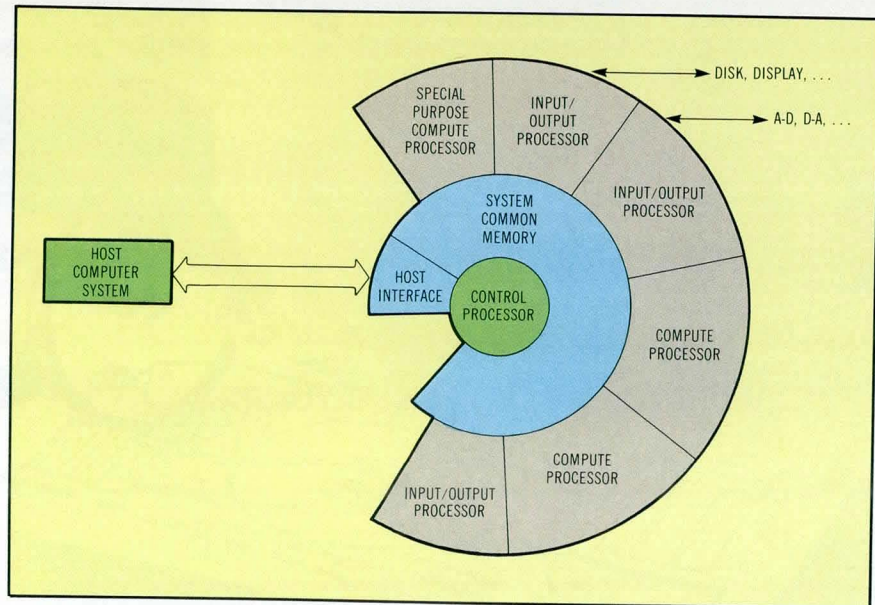 SPECIAL
PURPOSE
COMPUTE
PROCESSOR
INPUT/
OUTPUT
PROCESSOR
DISK, DISPLAY, . . .
A-D, D-A, . . .
INPUT/OUTPUT
PROCESSOR
SYSTEM
COMMON
MEMORY
HOST
COMPUTER
SYSTEM
HOST
INTERFACE
CONTROL
PROCESSOR
COMPUTE
PROCESSOR
COMPUTE
PROCESSOR
INPUT/OUTPUT
PROCESSOR